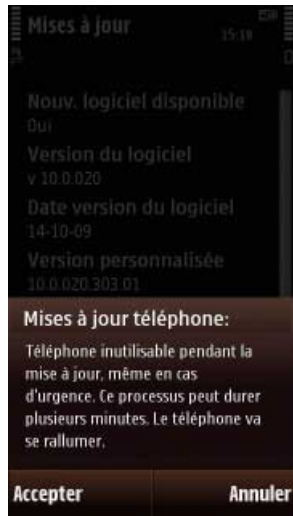 Mises à jour
15:18
Nouv. logiciel disponible
Oui
Version du logiciel
v 10.0.020
Date version du logiciel
14-10-09
Version personnalisée
10.0.020.303.01
Mises à jour téléphone:
Téléphone inutilisable pendant la
mise à jour, même en cas
d'urgence. Ce processus peut durer
plusieurs minutes. Le téléphone va
se rallumer.
Accepter Annuler